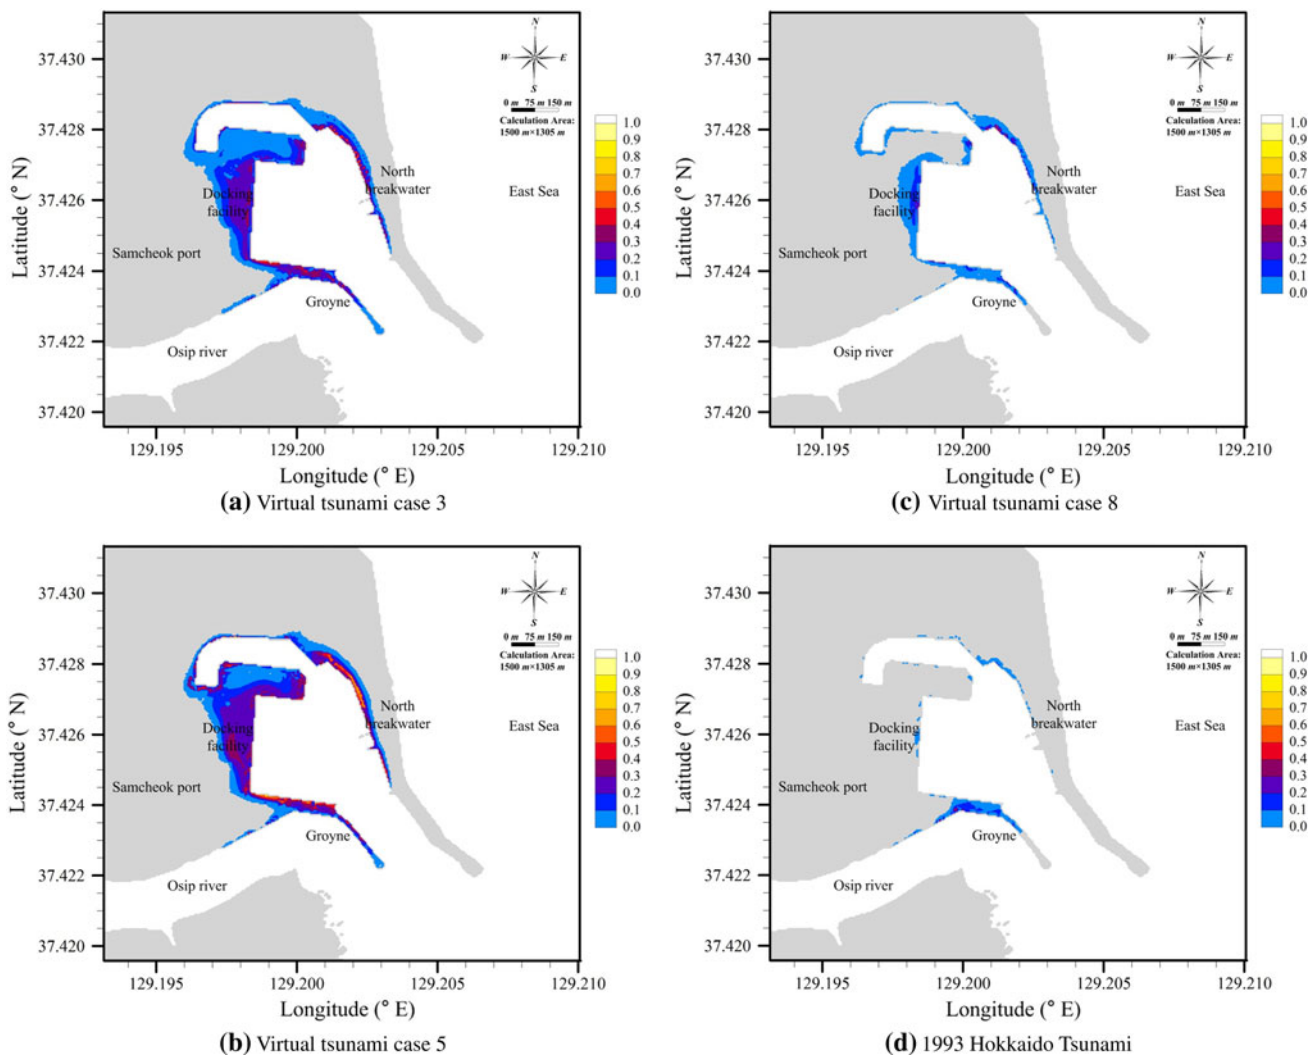 37.430
37.428
37.426
37.424
37.422
37.420
Latitude (° N)
N
W E
S
0 m 75 m 150 m
Calculation Area:
1500 m×1305 m
1.0
0.9
0.8
0.7
0.6
0.5
0.4
0.3
0.2
0.1
0.0
North
breakwater
East Sea
Docking
facility
Samcheok port
Groyne
Osip river
129.195 129.200 129.205 129.210
Longitude (° E)
(a) Virtual tsunami case 3
37.430
37.428
37.426
37.424
37.422
37.420
Latitude (° N)
N
W E
S
0 m 75 m 150 m
Calculation Area:
1500 m×1305 m
1.0
0.9
0.8
0.7
0.6
0.5
0.4
0.3
0.2
0.1
0.0
North
breakwater
East Sea
Docking
facility
Samcheok port
Groyne
Osip river
129.195 129.200 129.205 129.210
Longitude (° E)
(c) Virtual tsunami case 8
37.430
37.428
37.426
37.424
37.422
37.420
Latitude (° N)
N
W E
S
0 m 75 m 150 m
Calculation Area:
1500 m×1305 m
1.0
0.9
0.8
0.7
0.6
0.5
0.4
0.3
0.2
0.1
0.0
North
breakwater
East Sea
Docking
facility
Samcheok port
Groyne
Osip river
129.195 129.200 129.205 129.210
Longitude (° E)
(b) Virtual tsunami case 5
37.430
37.428
37.426
37.424
37.422
37.420
Latitude (° N)
N
W E
S
0 m 75 m 150 m
Calculation Area:
1500 m×1305 m
1.0
0.9
0.8
0.7
0.6
0.5
0.4
0.3
0.2
0.1
0.0
North
breakwater
East Sea
Docking
facility
Samcheok port
Groyne
Osip river
129.195 129.200 129.205 129.210
Longitude (° E)
(d) 1993 Hokkaido Tsunami